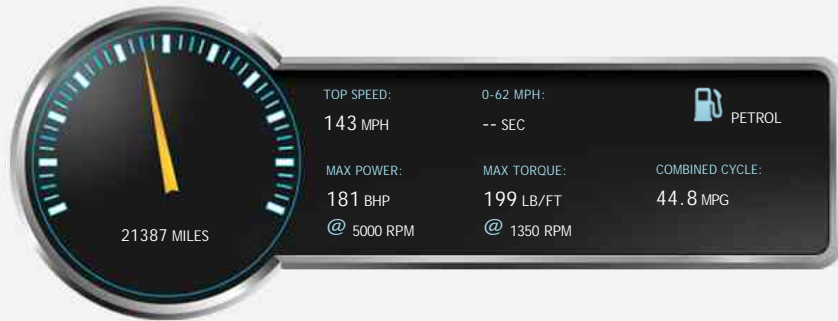 21387 MILES
TOP SPEED:
143 MPH
0-62 MPH:
-- SEC
PETROL
MAX POWER:
181 BHP
@ 5000 RPM
MAX TORQUE:
199 LB/FT
@ 1350 RPM
COMBINED CYCLE:
44.8 MPG